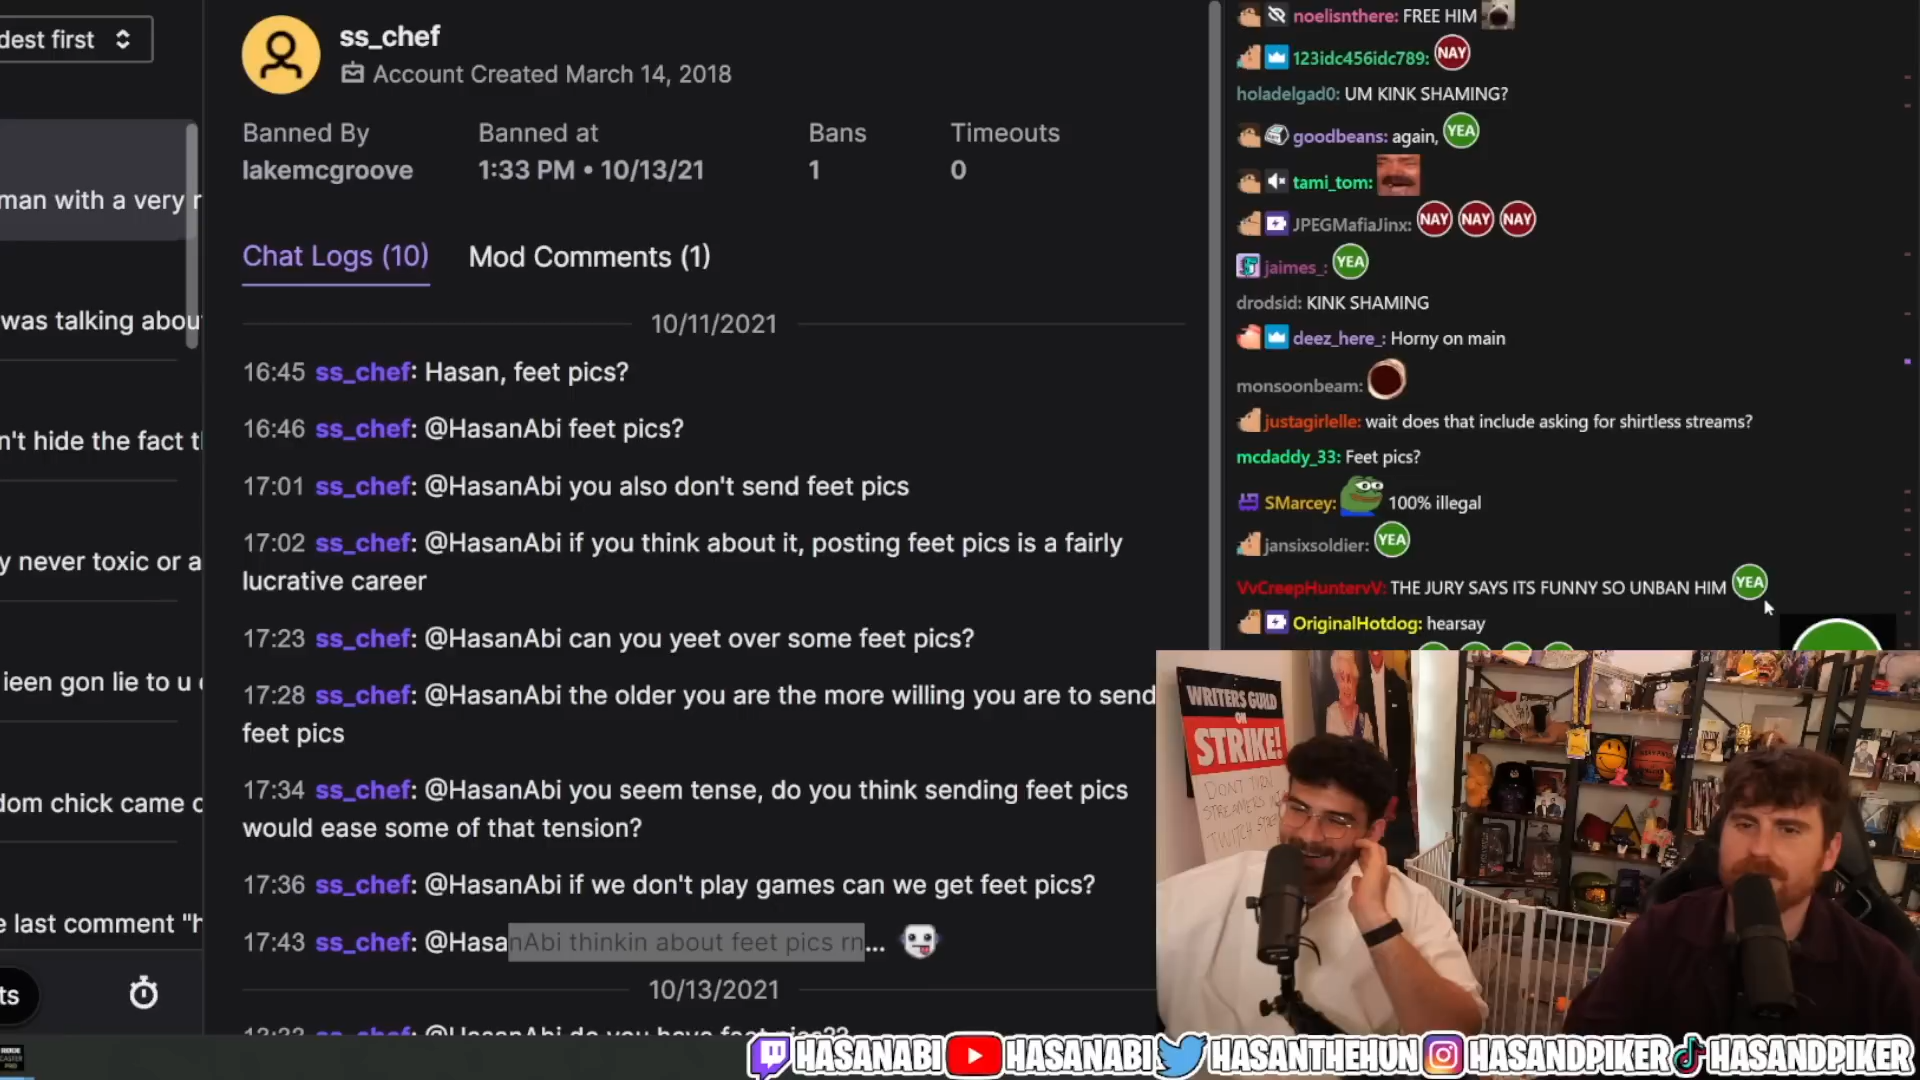 dest first
man with a very r
was talking abou
n't hide the fact t
y never toxic or a
ieen gon lie to u
dom chick came
e last comment "h
ts
ss_chef
Account Created March 14, 2018
Banned By
Banned at
Bans
Timeouts
lakemcgroove
1:33 PM • 10/13/21
1
0
Chat Logs (10)
Mod Comments (1)
10/11/2021
16:45 ss_chef: Hasan, feet pics?
16:46 ss_chef: @HasanAbi feet pics?
17:01 ss_chef: @HasanAbi you also don't send feet pics
17:02 ss_chef: @HasanAbi if you think about it, posting feet pics is a fairly
lucrative career
17:23 ss_chef: @HasanAbi can you yeet over some feet pics?
17:28 ss_chef: @HasanAbi the older you are the more willing you are to send
feet pics
17:34 ss_chef: @HasanAbi you seem tense, do you think sending feet pics
would ease some of that tension?
17:36 ss_chef: @HasanAbi if we don't play games can we get feet pics?
17:43 ss_chef: @HasanAbi thinkin about feet pics rn...
10/13/2021
ss_chef: @HasanAbi do you have feet pics??
noelisnthere: FREE HIM
123idc456idc789: NAY
holadelgad0: UM KINK SHAMING?
goodbeans: again, YEA
tami_tom:
JPEGMafiaJinx: NAY NAY NAY
jaimes_: YEA
drodsid: KINK SHAMING
deez_here_: Horny on main
monsoonbeam:
justagirlelle: wait does that include asking for shirtless streams?
mcdaddy_33: Feet pics?
SMarcey: 100% illegal
jansixsoldier: YEA
VvCreepHuntervV: THE JURY SAYS ITS FUNNY SO UNBAN HIM YEA
OriginalHotdog: hearsay
WRITERS GUILD
ON
STRIKE!
DON'T TURN
STREAMERS
TWITCH
HASANABI HASANABI HASANTHEHUN HASANDPIKER HASANDPIKER